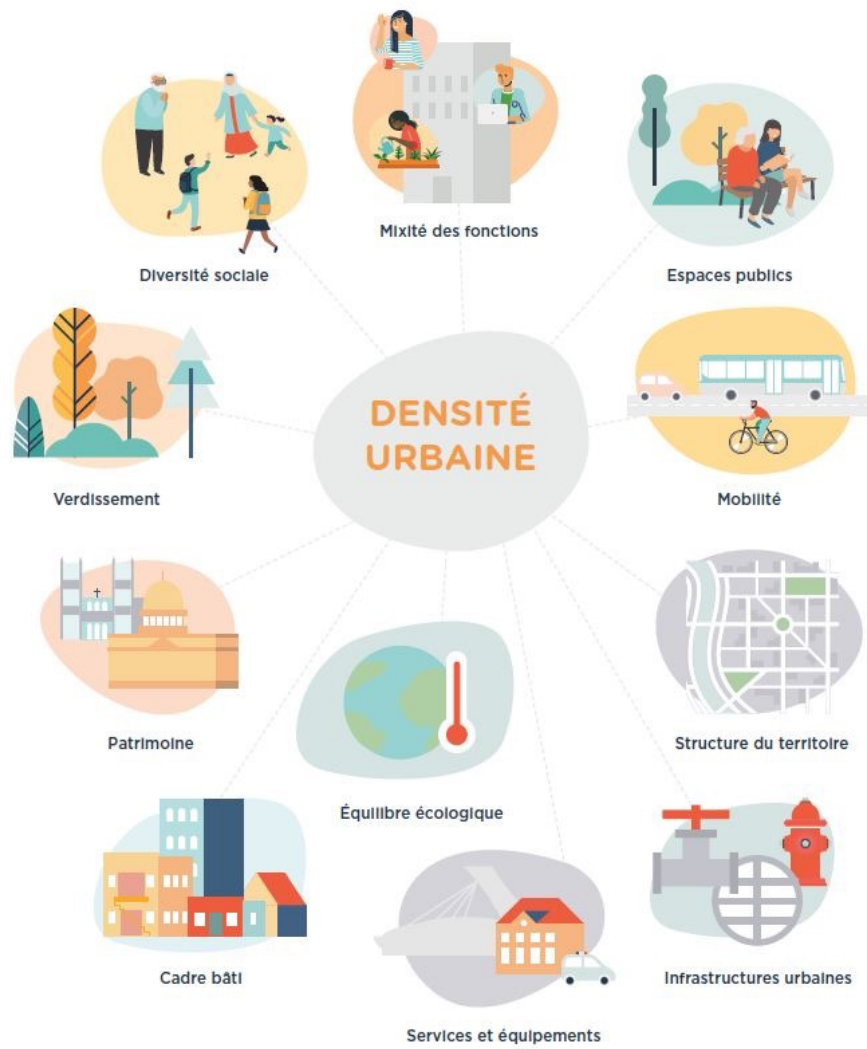 Mixité des fonctions
Diversité sociale
Espaces publics
DENSITÉ
URBAINE
Verdissement
Mobilité
Patrimoine
Structure du territoire
Équilibre écologique
Cadre bâti
Infrastructures urbaines
Services et équipements